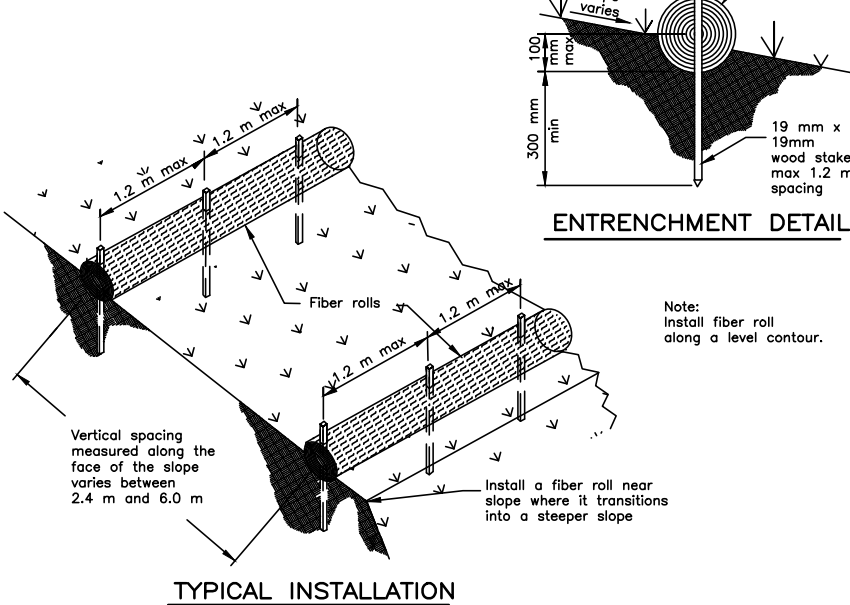 varies
100
mm
max
300 mm
min
19 mm x
19mm
wood stake
max 1.2 m
spacing
ENTRENCHMENT DETAIL
1.2 m max
1.2 m max
Fiber rolls
1.2 m max
1.2 m max
Note:
Install fiber roll
along a level contour.
Vertical spacing
measured along the
face of the slope
varies between
2.4 m and 6.0 m
Install a fiber roll near
slope where it transitions
into a steeper slope
TYPICAL INSTALLATION